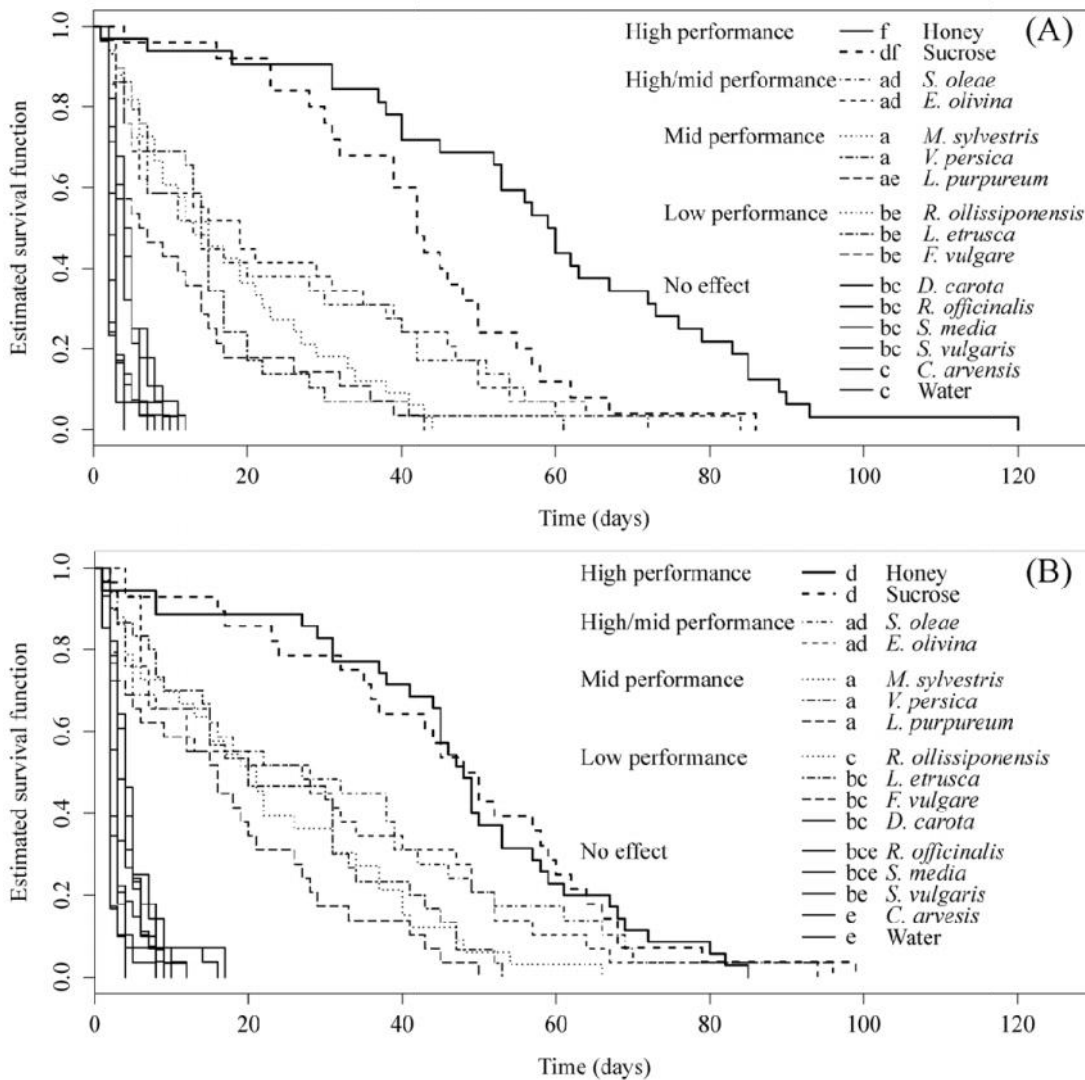 (A)
High performance f Honey
df Sucrose
High/mid performance ad S. oleae
ad E. olivina
Mid performance a M. sylvestris
a V. persica
ae L. purpureum
Low performance be R. ollissiponensis
be L. etrusca
be F. vulgare
No effect bc D. carota
bc R. officinalis
bc S. media
bc S. vulgaris
c C. arvensis
c Water
Estimated survival function
1.0
0.8
0.6
0.4
0.2
0.0
0 20 40 60 80 100 120
Time (days)
(B)
High performance d Honey
d Sucrose
High/mid performance ad S. oleae
ad E. olivina
Mid performance a M. sylvestris
a V. persica
a L. purpureum
Low performance c R. ollissiponensis
bc L. etrusca
bc F. vulgare
bc D. carota
No effect bce R. officinalis
bce S. media
be S. vulgaris
e C. arvesis
e Water
Estimated survival function
1.0
0.8
0.6
0.4
0.2
0.0
0 20 40 60 80 100 120
Time (days)